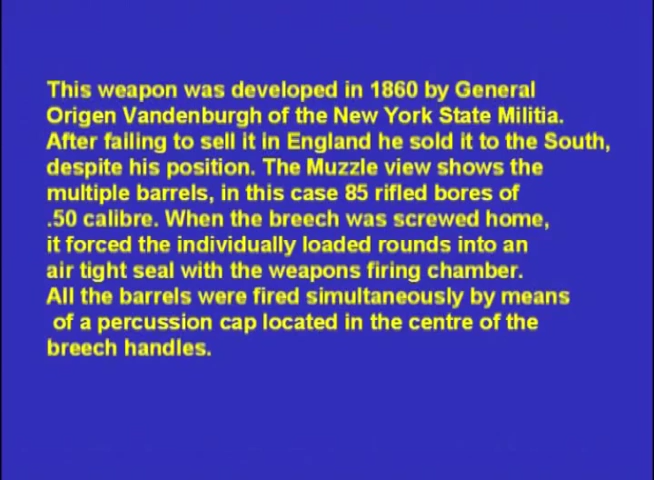 This weapon was developed in 1860 by General
Origen Vandenburgh of the New York State Militia.
After failing to sell it in England he sold it to the South,
despite his position. The Muzzle view shows the
multiple barrels, in this case 85 rifled bores of
.50 calibre. When the breech was screwed home,
it forced the individually loaded rounds into an
air tight seal with the weapons firing chamber.
All the barrels were fired simultaneously by means
of a percussion cap located in the centre of the
breech handles.